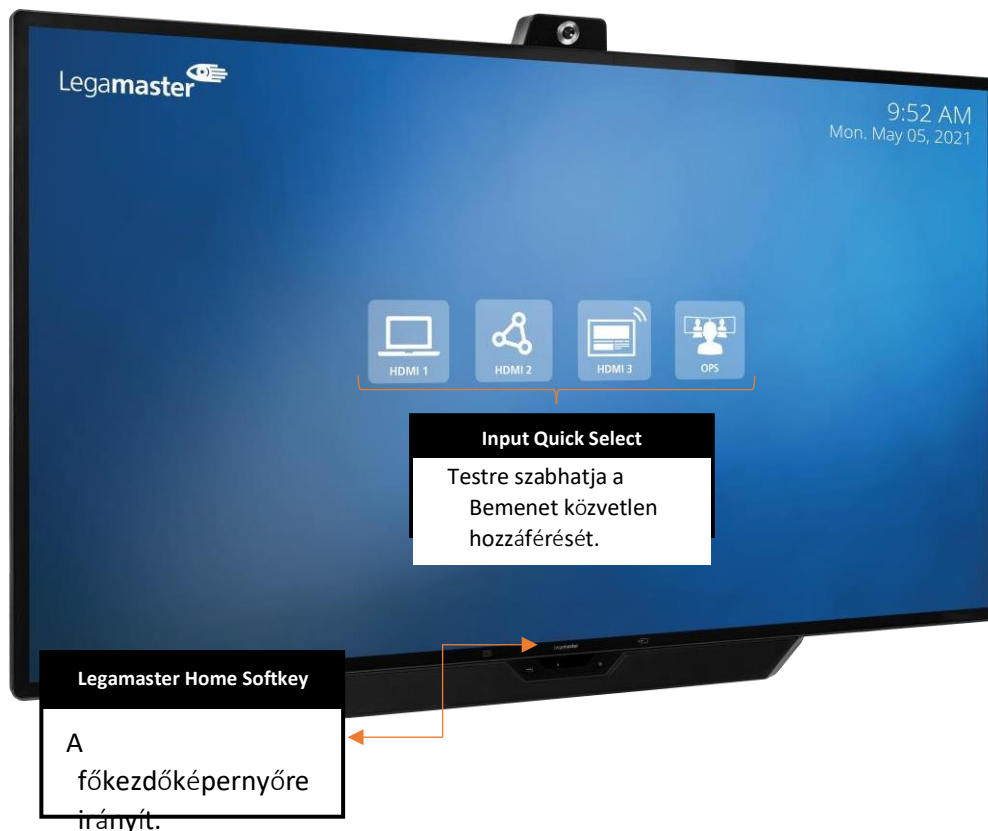 Legamaster
9:52 AM
Mon. May 05, 2021
HDMI 1
HDMI 2
HDMI 3
OPS
Input Quick Select
Testre szabhatja a
Bemenet közvetlen
hozzáférését.
Legamaster
Legamaster Home Softkey
A
főkezdőképernyőre
irányít.